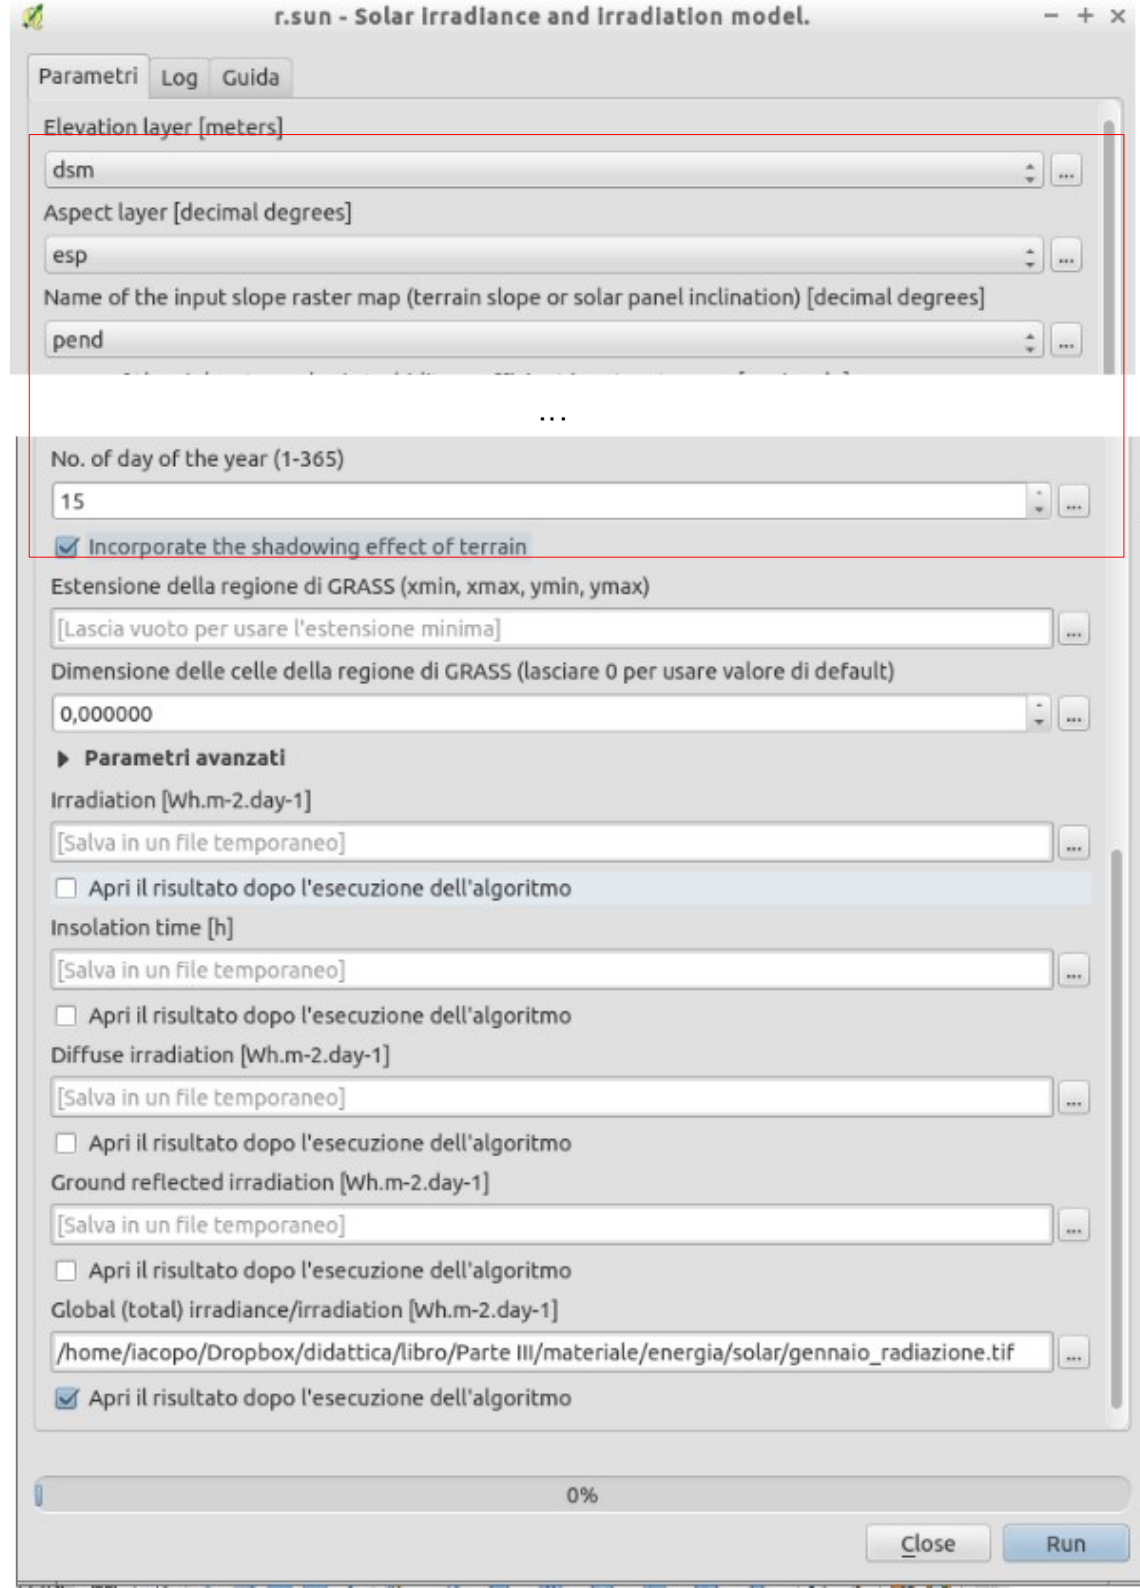 r.sun - Solar irradiance and irradiation model.
Parametri Log Guida
Elevation layer [meters]
dsm
...
Aspect layer [decimal degrees]
esp
...
Name of the input slope raster map (terrain slope or solar panel inclination) [decimal degrees]
pend
...
...
No. of day of the year (1-365)
15
...
Incorporate the shadowing effect of terrain
Estensione della regione di GRASS (xmin, xmax, ymin, ymax)
[Lascia vuoto per usare l'estensione minima]
...
Dimensione delle celle della regione di GRASS (lasciare 0 per usare valore di default)
0,000000
...
Parametri avanzati
Irradiation [Wh.m-2.day-1]
[Salva in un file temporaneo]
...
Apri il risultato dopo l'esecuzione dell'algoritmo
Insolation time [h]
[Salva in un file temporaneo]
...
Apri il risultato dopo l'esecuzione dell'algoritmo
Diffuse irradiation [Wh.m-2.day-1]
[Salva in un file temporaneo]
...
Apri il risultato dopo l'esecuzione dell'algoritmo
Ground reflected irradiation [Wh.m-2.day-1]
[Salva in un file temporaneo]
...
Apri il risultato dopo l'esecuzione dell'algoritmo
Global (total) irradiance/irradiation [Wh.m-2.day-1]
/home/iacopo/Dropbox/didattica/libro/Parte III/materiale/energia/solar/gennaio_radiazione.tif
...
Apri il risultato dopo l'esecuzione dell'algoritmo
0%
Close Run